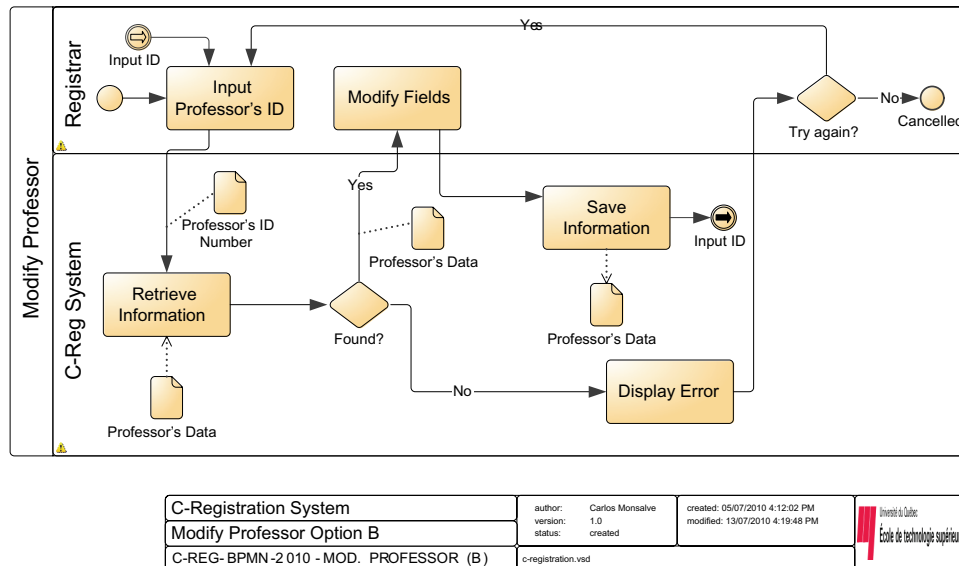 Modify Professor
Registrar
C-Reg System
Input ID
Input
Professor's ID
Modify Fields
Yes
Try again?
No
Cancelled
Professor's ID
Number
Yes
Professor's Data
Save
Information
Input ID
Retrieve
Information
Found?
Professor's Data
Professor's Data
No
Display Error
C-Registration System
Modify Professor Option B
C-REG-BPMN-2 010 - MOD. PROFESSOR (B)
author: Carlos Monsalve
version: 1.0
status: created
c-registration.vsd
created: 05/07/2010 4:12:02 PM
modified: 13/07/2010 4:19:48 PM
Université du Québec
École de technologie supérieure